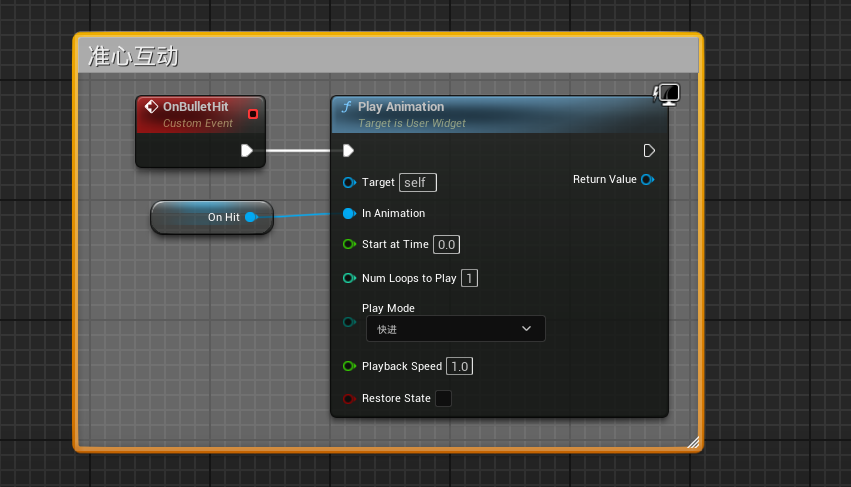 准心互动
OnBulletHit
Custom Event
Play Animation
Target is User Widget
Target self
Return Value
On Hit
In Animation
Start at Time 0.0
Num Loops to Play 1
Play Mode
快进
Playback Speed 1.0
Restore State